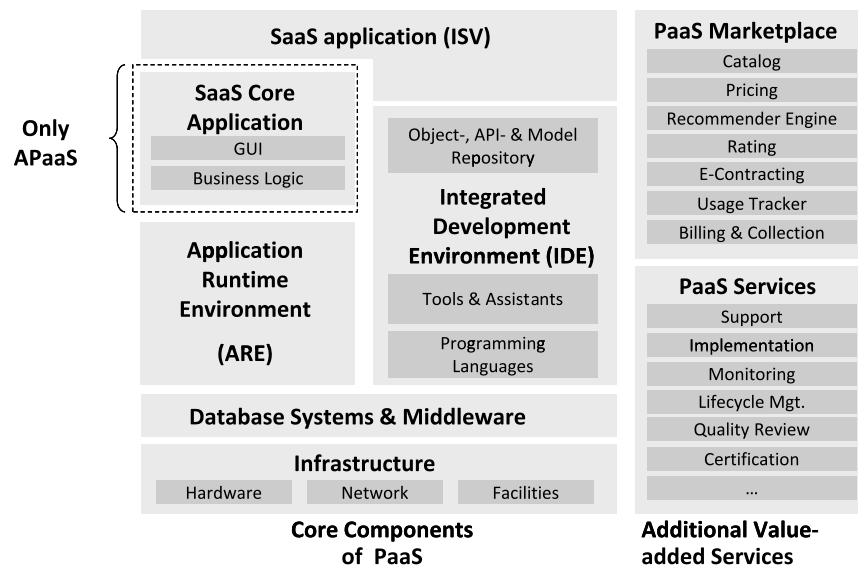 SaaS application (ISV)
Only
APaaS
SaaS Core
Application
GUI
Business Logic
Application
Runtime
Environment
(ARE)
Object-, API- & Model
Repository
Integrated
Development
Environment (IDE)
Tools & Assistants
Programming
Languages
Database Systems & Middleware
Infrastructure
Hardware
Network
Facilities
Core Components
of PaaS
PaaS Marketplace
Catalog
Pricing
Recommender Engine
Rating
E-Contracting
Usage Tracker
Billing & Collection
PaaS Services
Support
Implementation
Monitoring
Lifecycle Mgt.
Quality Review
Certification
...
Additional Value-
added Services